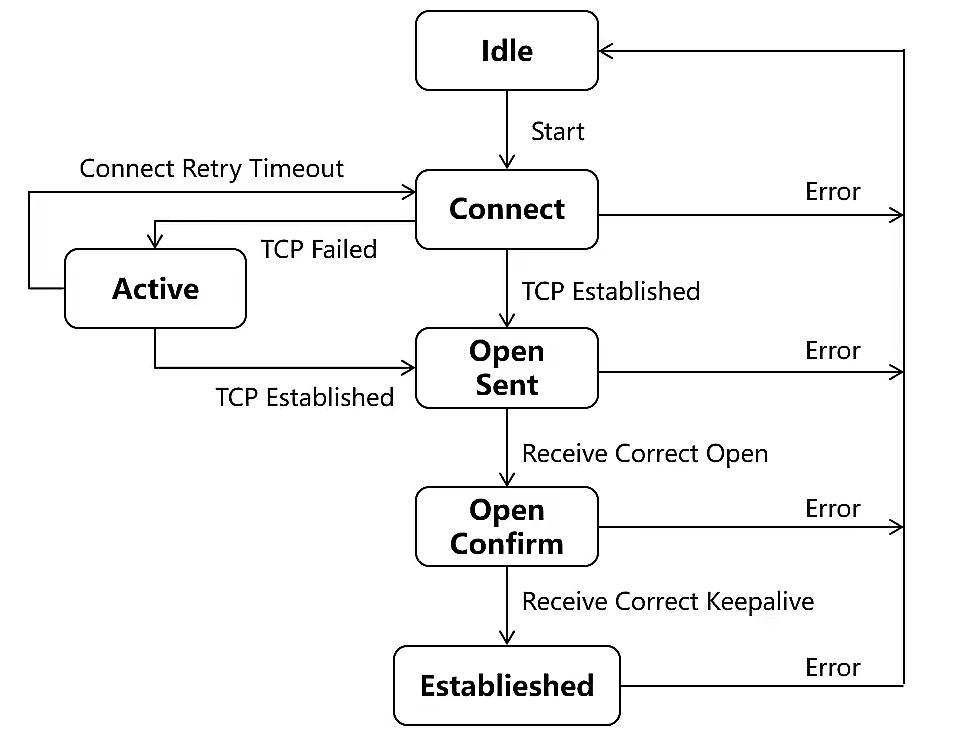 Idle
Start
Connect Retry Timeout
Connect
Error
TCP Failed
Active
TCP Established
Open
Sent
Error
TCP Established
Receive Correct Open
Open
Confirm
Error
Receive Correct Keepalive
Establieshed
Error